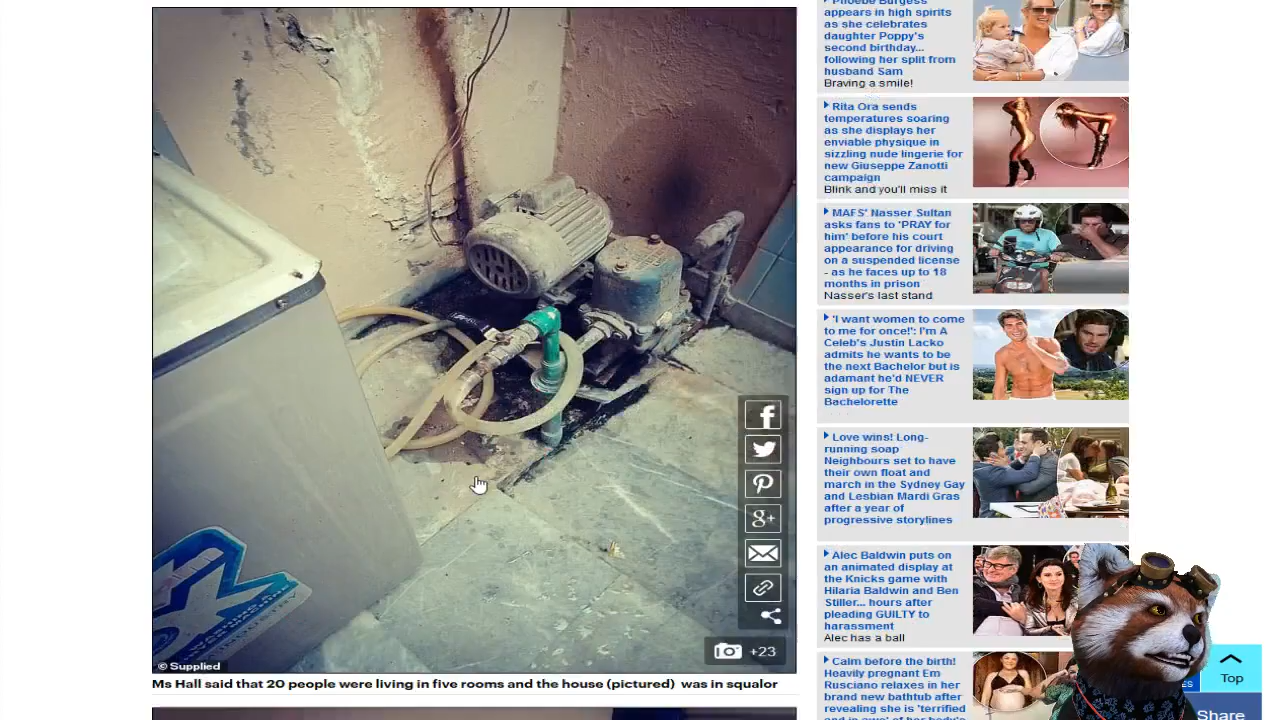 Phoebe Burgess
appears in high spirits
as she celebrates
daughter Poppy's
second birthday...
following her split from
husband Sam
Braving a smile!
Rita Ora sends
temperatures soaring
as she displays her
enviable physique in
sizzling nude lingerie for
new Giuseppe Zanotti
campaign
Blink and you'll miss it
MAFS' Nasser Sultan
asks fans to 'PRAY for
him' before his court
appearance for driving
on a suspended license
- as he faces up to 18
months in prison
Nasser's last stand
'I want women to come
to me for once!': I'm A
Celeb's Justin Lacko
admits he wants to be
the next Bachelor but is
adamant he'd NEVER
sign up for The
Bachelorette
Love wins! Long-
running soap
Neighbours set to have
their own float and
march in the Sydney Gay
and Lesbian Mardi Gras
after a year of
progressive storylines
Alec Baldwin puts on
an animated display at
the Knicks game with
Hilaria Baldwin and Ben
Stiller... hours after
pleading GUILTY to
harassment
Alec has a ball
Calm before the birth!
Heavily pregnant Em
Rusciano relaxes in her
brand new bathtub after
revealing she is 'terrified
g+
+23
© Supplied
Ms Hall said that 20 people were living in five rooms and the house (pictured) was in squalor
Top
Share